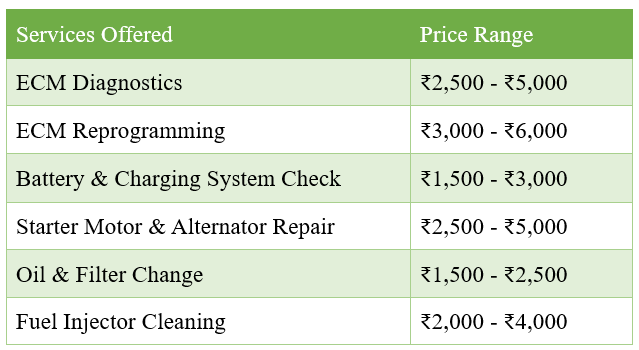 Services Offered Price Range
ECM Diagnostics ₹2,500 - ₹5,000
ECM Reprogramming ₹3,000 - ₹6,000
Battery & Charging System Check ₹1,500 - ₹3,000
Starter Motor & Alternator Repair ₹2,500 - ₹5,000
Oil & Filter Change ₹1,500 - ₹2,500
Fuel Injector Cleaning ₹2,000 - ₹4,000